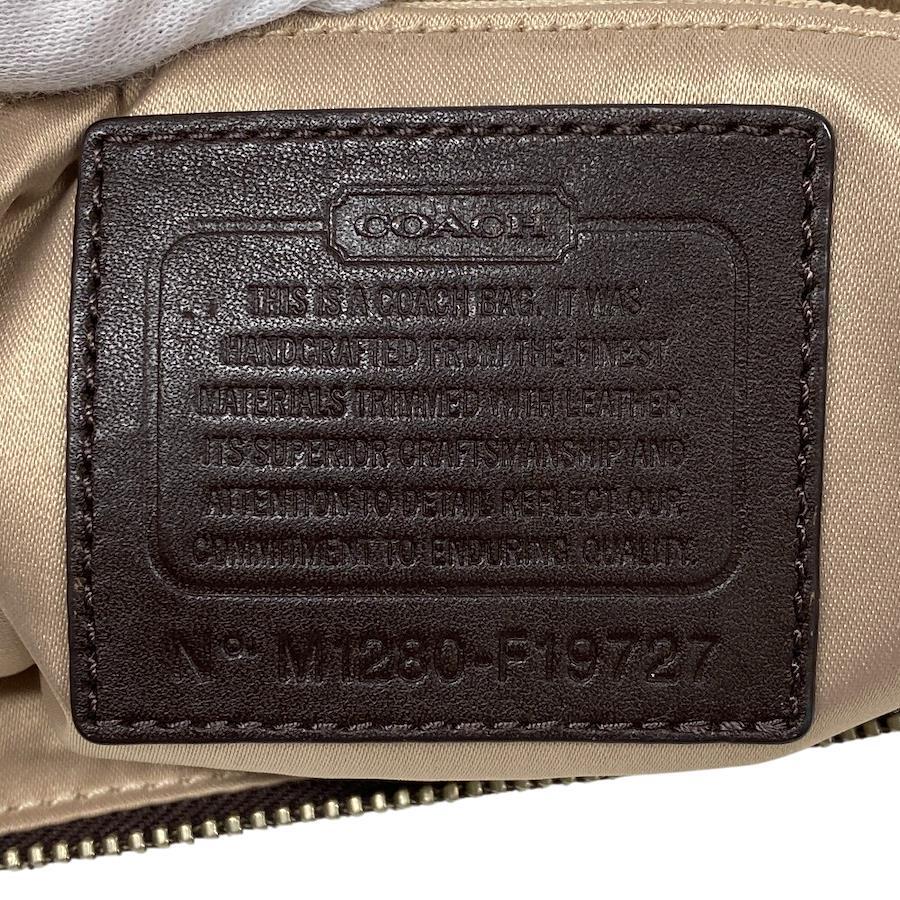 COACH
THIS IS A COACH BAG. IT WAS
HANDCRAFTED FROM THE FINEST
MATERIALS TRIMMED WITH LEATHER.
ITS SUPERIOR CRAFTSMANSHIP AND
ATTENTION TO DETAIL REFLECT OUR
COMMITMENT TO ENDURING QUALITY.
Nº M1280-F19727